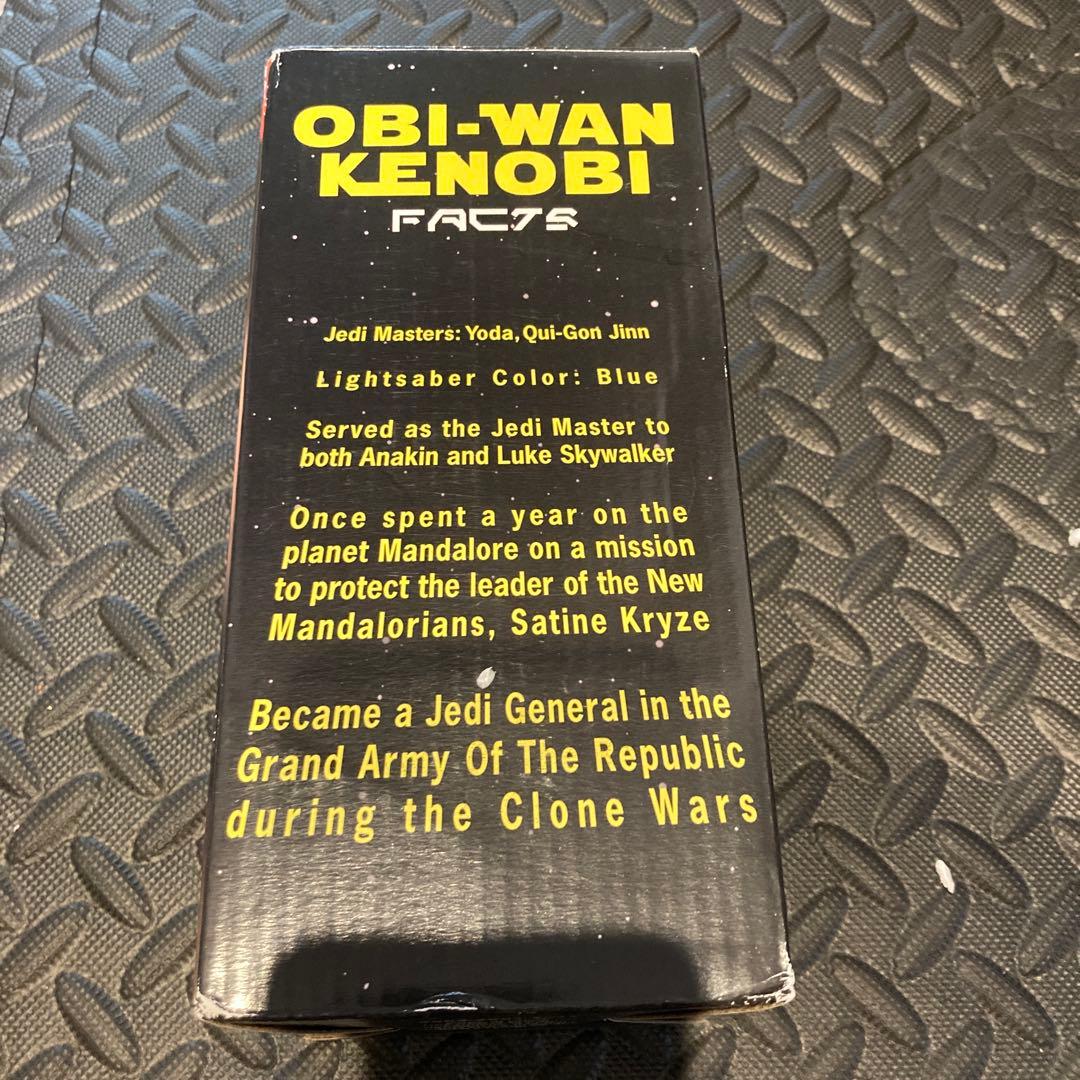 OBI-WAN
KENOBI
FACTS
Jedi Masters: Yoda, Qui-Gon Jinn
Lightsaber Color: Blue
Served as the Jedi Master to
both Anakin and Luke Skywalker
Once spent a year on the
planet Mandalore on a mission
to protect the leader of the New
Mandalorians, Satine Kryze
Became a Jedi General in the
Grand Army Of The Republic
during the Clone Wars